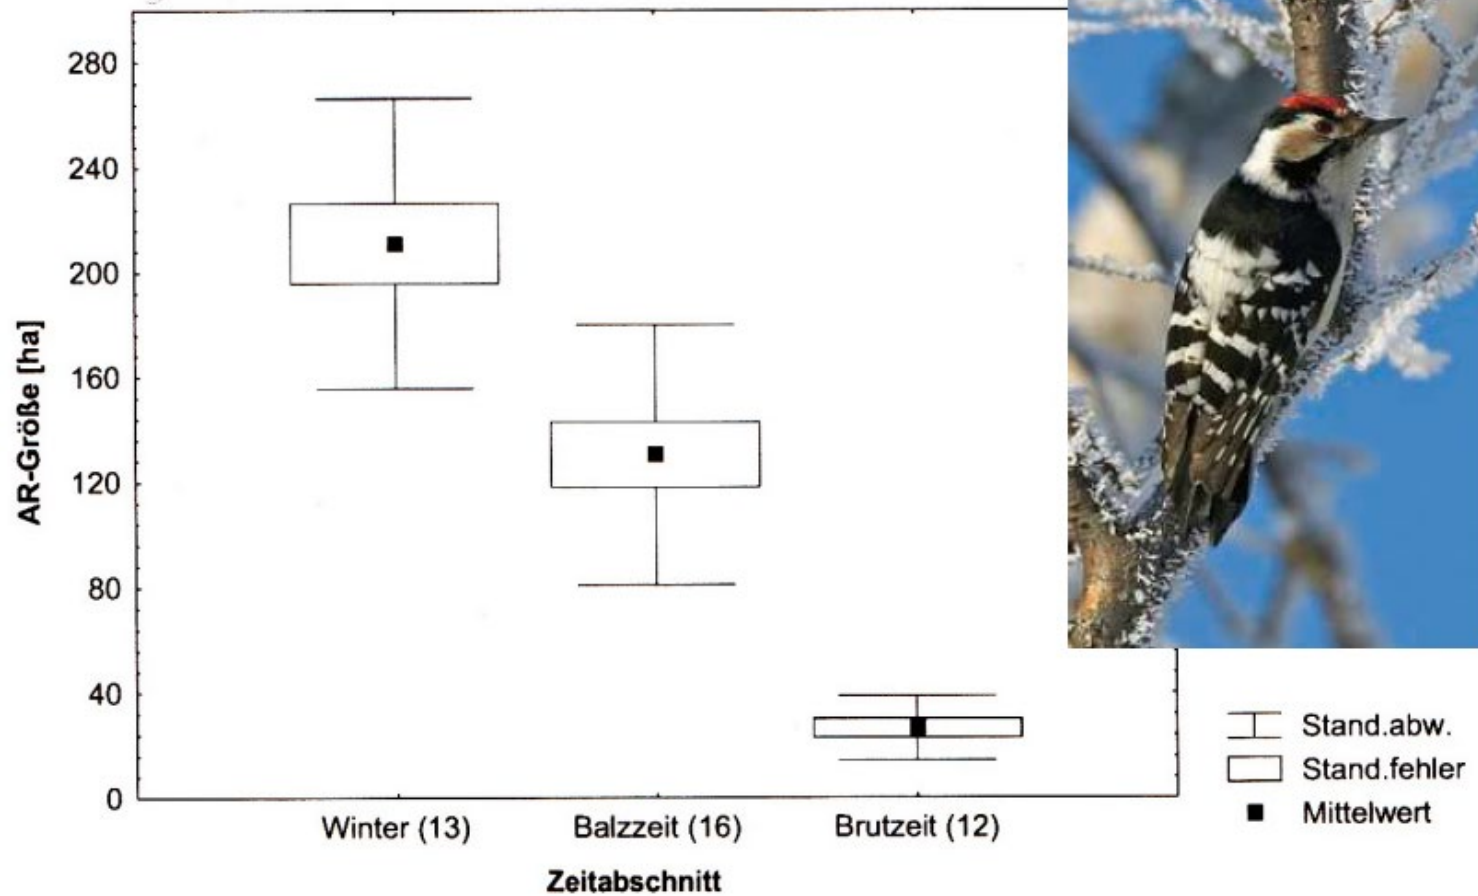 280
240
200
160
120
80
40
0
AR-Größe [ha]
Winter (13)
Balzzeit (16)
Brutzeit (12)
Zeitabschnitt
Stand.abw.
Stand.fehler
Mittelwert